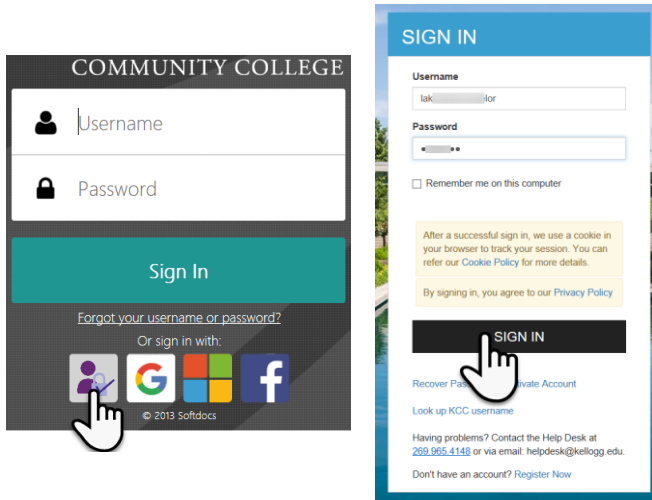 COMMUNITY COLLEGE
Username
Password
Sign In
Forgot your username or password?
Or sign in with:
G
f
© 2013 Softdocs
SIGN IN
Username
lak lor
Password
Remember me on this computer
After a successful sign in, we use a cookie in
your browser to track your session. You can
refer our Cookie Policy for more details.
By signing in, you agree to our Privacy Policy
SIGN IN
Recover Pas tivate Account
Look up KCC username
Having problems? Contact the Help Desk at
269.965.4148 or via email: helpdesk@kellogg.edu.
Don't have an account? Register Now